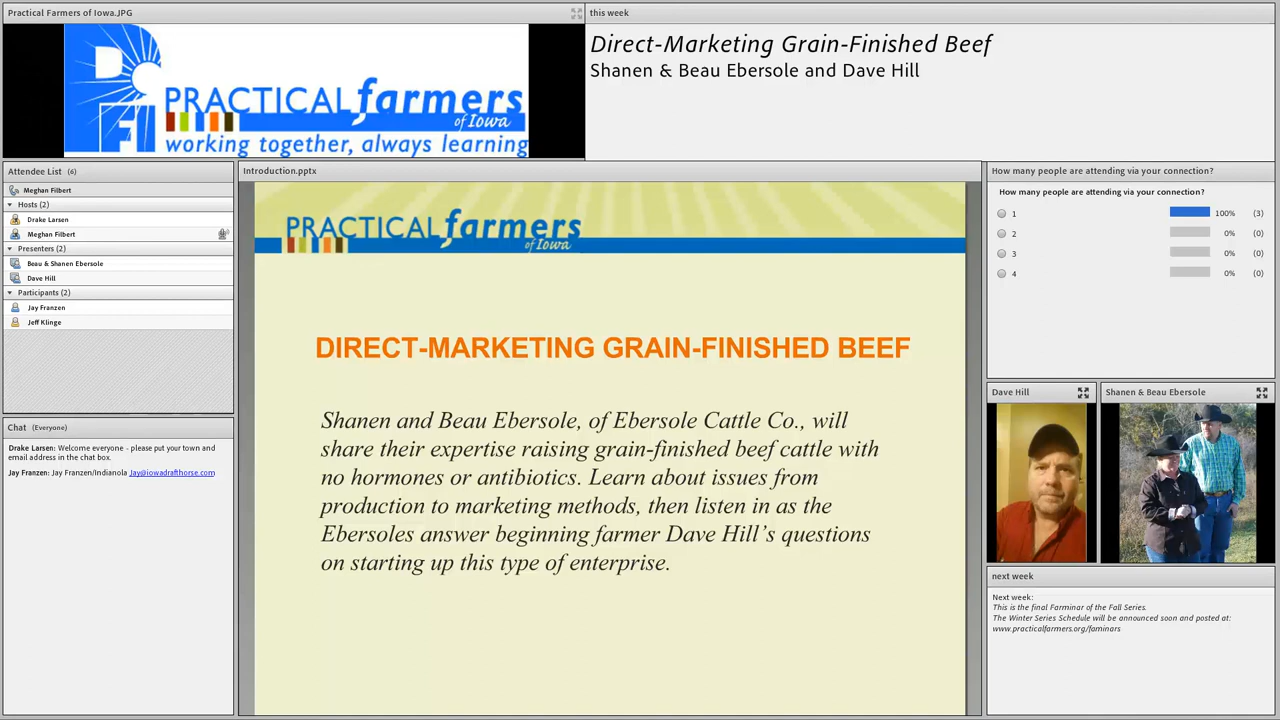 Practical Farmers of Iowa.JPG
PRACTICAL farmers
of Iowa
working together, always learning
PFI
this week
Direct-Marketing Grain-Finished Beef
Shanen & Beau Ebersole and Dave Hill
Attendee List (6)
Meghan Filbert
Hosts (2)
Drake Larsen
Meghan Filbert
Presenters (2)
Beau & Shanen Ebersole
Dave Hill
Participants (2)
Jay Franzen
Jeff Klinge
Chat (Everyone)
Drake Larsen: Welcome everyone - please put your town and
email address in the chat box.
Jay Franzen: Jay Franzen/Indianola Jay@iowadrafthorse.com
Introduction.pptx
PRACTICAL farmers
of Iowa
DIRECT-MARKETING GRAIN-FINISHED BEEF
Shanen and Beau Ebersole, of Ebersole Cattle Co., will
share their expertise raising grain-finished beef cattle with
no hormones or antibiotics. Learn about issues from
production to marketing methods, then listen in as the
Ebersoles answer beginning farmer Dave Hill’s questions
on starting up this type of enterprise.
How many people are attending via your connection?
How many people are attending via your connection?
1 100% (3)
2 0% (0)
3 0% (0)
4 0% (0)
Dave Hill
Shanen & Beau Ebersole
next week
Next week:
This is the final Farminar of the Fall Series.
The Winter Series Schedule will be announced soon and posted at:
www.practicalfarmers.org/faminars